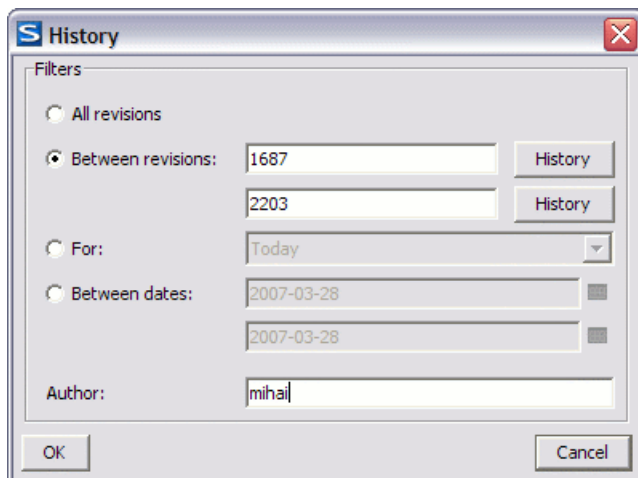 S History
Filters
All revisions
Between revisions: 1687 History
2203 History
For: Today
Between dates: 2007-03-28
2007-03-28
Author: mihai
OK Cancel